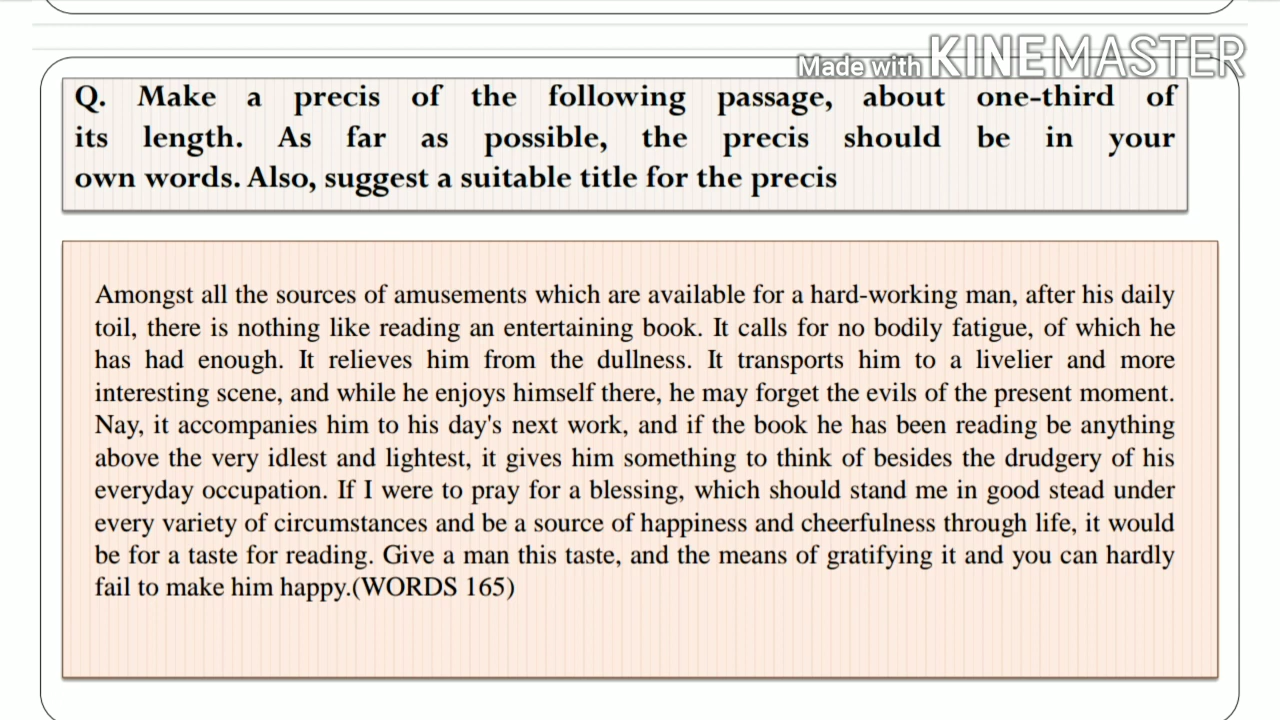 Made with KINEMASTER
Q. Make a precis of the following passage, about one-third of
its length. As far as possible, the precis should be in your
own words. Also, suggest a suitable title for the precis
Amongst all the sources of amusements which are available for a hard-working man, after his daily
toil, there is nothing like reading an entertaining book. It calls for no bodily fatigue, of which he
has had enough. It relieves him from the dullness. It transports him to a livelier and more
interesting scene, and while he enjoys himself there, he may forget the evils of the present moment.
Nay, it accompanies him to his day's next work, and if the book he has been reading be anything
above the very idlest and lightest, it gives him something to think of besides the drudgery of his
everyday occupation. If I were to pray for a blessing, which should stand me in good stead under
every variety of circumstances and be a source of happiness and cheerfulness through life, it would
be for a taste for reading. Give a man this taste, and the means of gratifying it and you can hardly
fail to make him happy.(WORDS 165)